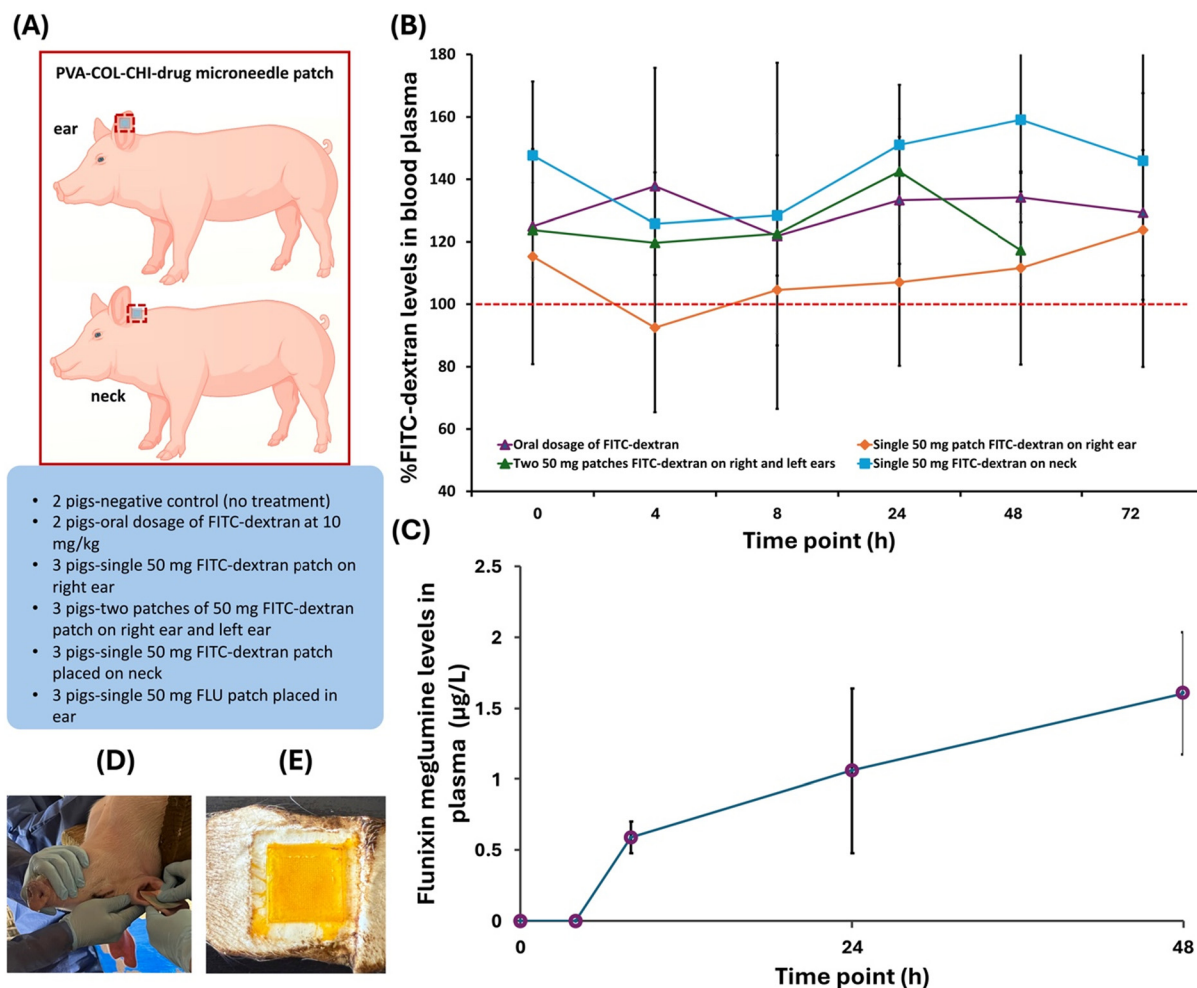 (A)
PVA-COL-CHI-drug microneedle patch
ear
neck
• 2 pigs-negative control (no treatment)
• 2 pigs-oral dosage of FITC-dextran at 10
mg/kg
• 3 pigs-single 50 mg FITC-dextran patch on
right ear
• 3 pigs-two patches of 50 mg FITC-dextran
patch on right ear and left ear
• 3 pigs-single 50 mg FITC-dextran patch
placed on neck
• 3 pigs-single 50 mg FLU patch placed in
ear
(B)
%FITC-dextran levels in blood plasma
180
160
140
120
100
80
60
40
Oral dosage of FITC-dextran
Single 50 mg patch FITC-dextran on right ear
Two 50 mg patches FITC-dextran on right and left ears
Single 50 mg FITC-dextran on neck
0 4 8 24 48 72
Time point (h)
(C)
Flunixin meglumine levels in
plasma (µg/L)
2.5
2
1.5
1
0.5
0
0 24 48
Time point (h)
(D)
(E)